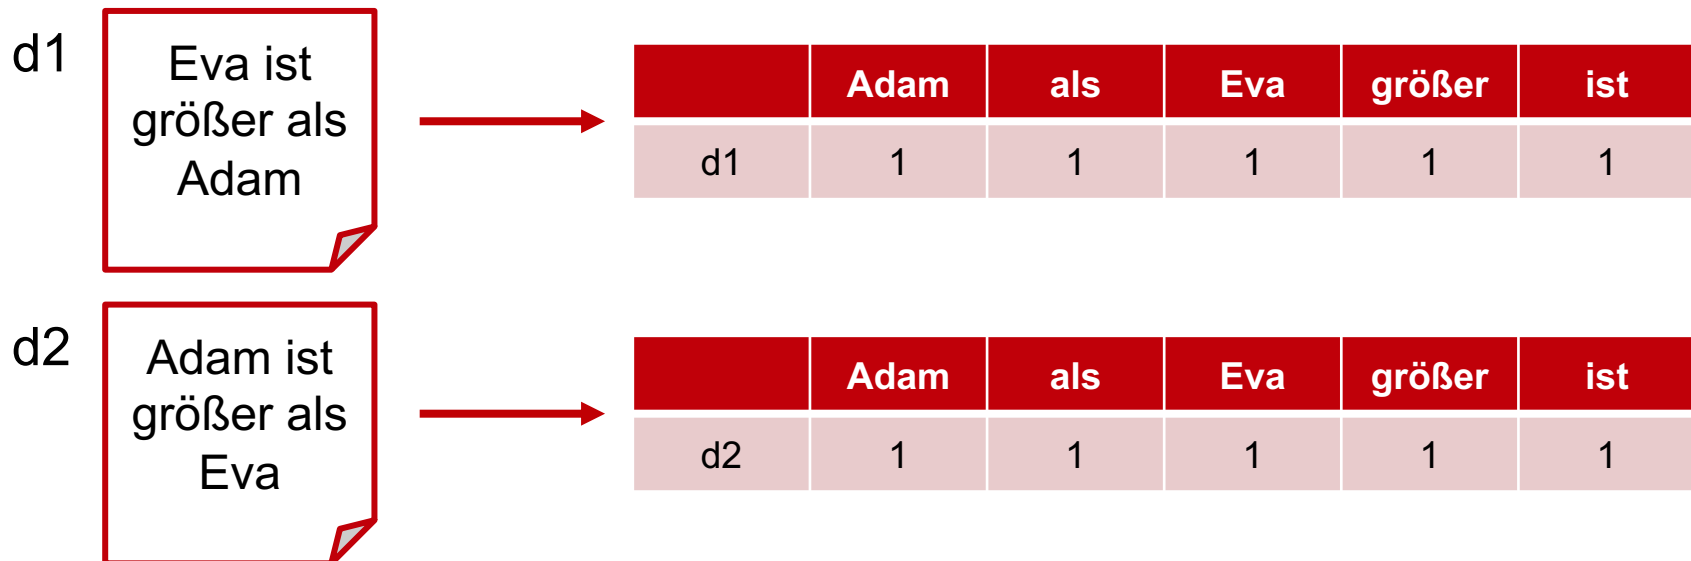 d1
Eva ist
größer als
Adam
Adam als Eva größer ist
d1 1 1 1 1 1
d2
Adam ist
größer als
Eva
Adam als Eva größer ist
d2 1 1 1 1 1